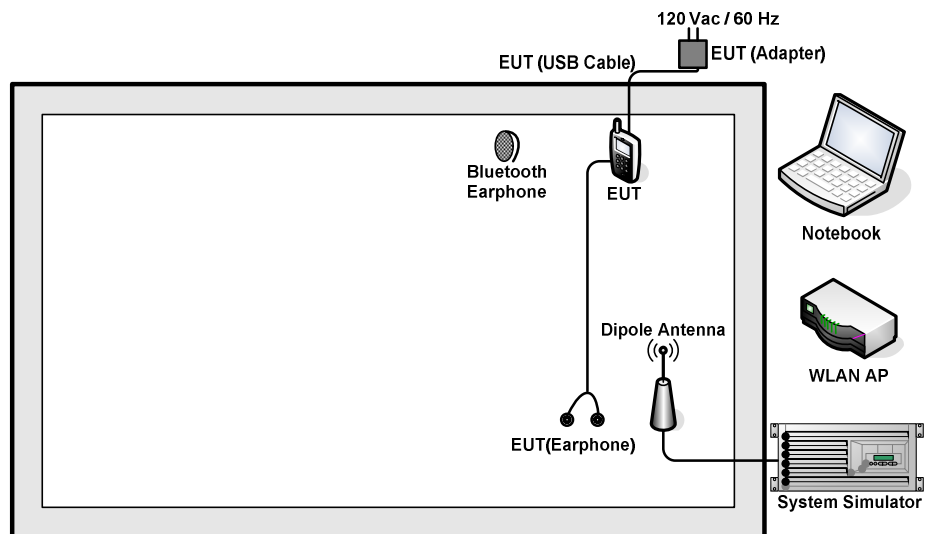 120 Vac / 60 Hz
EUT (Adapter)
EUT (USB Cable)
Bluetooth
Earphone
EUT
Notebook
Dipole Antenna
WLAN AP
EUT(Earphone)
System Simulator